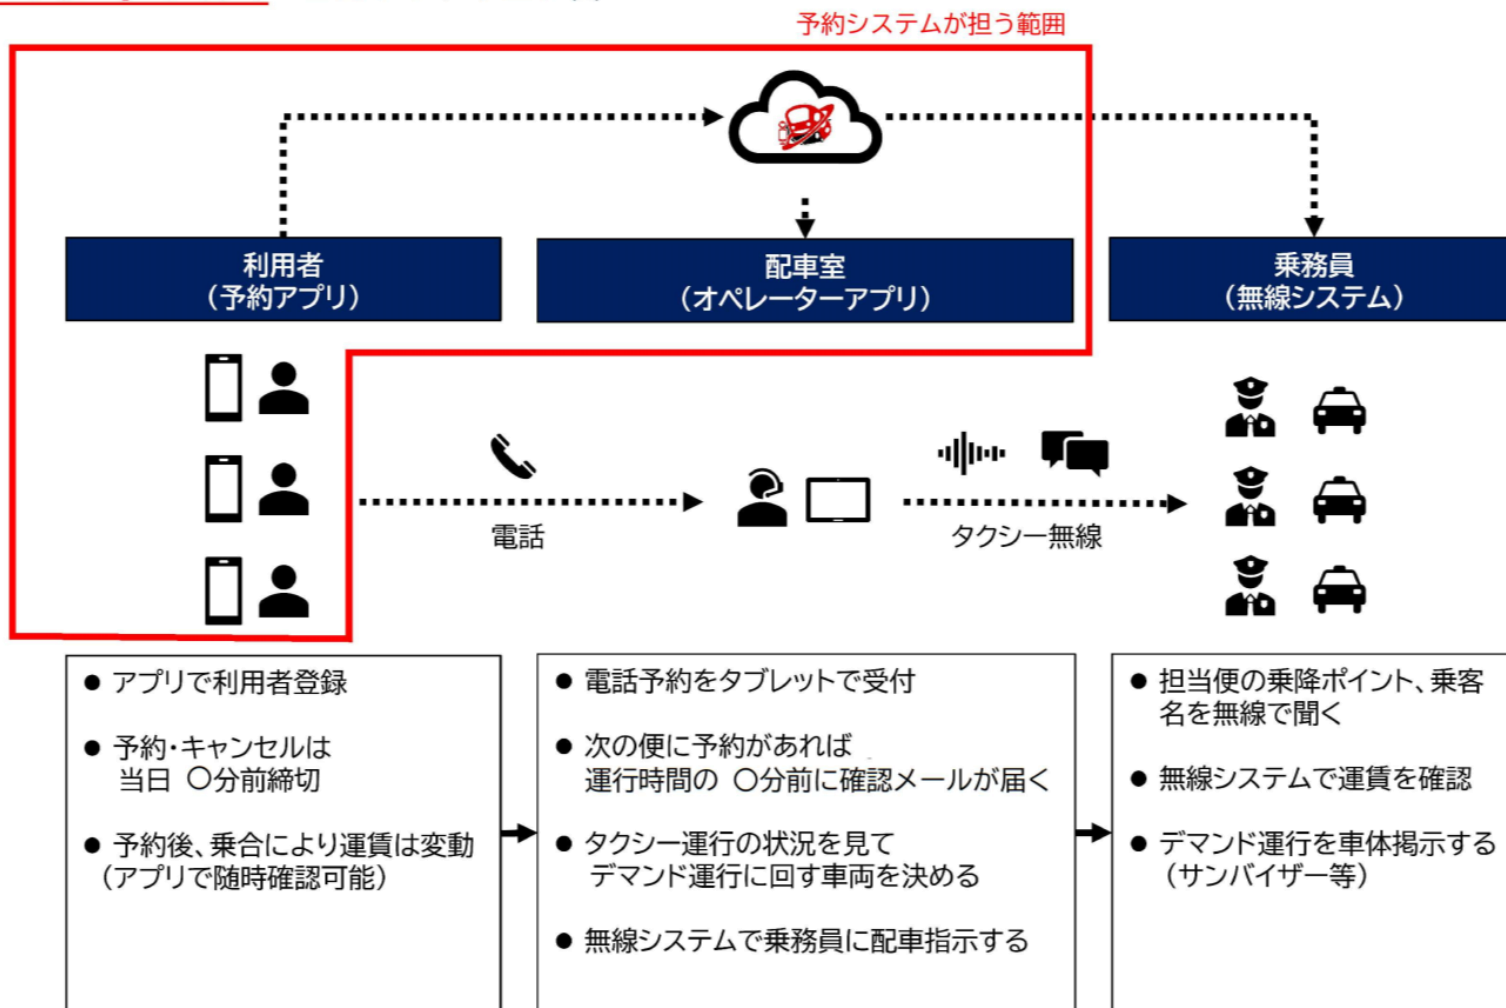 予約システムが担う範囲
利用者
(予約アプリ)
配車室
(オペレーターアプリ)
乗務員
(無線システム)
電話
タクシー無線
● アプリで利用者登録
● 予約・キャンセルは
当日 〇分前締切
● 予約後、乗合により運賃は変動
(アプリで随時確認可能)
● 電話予約をタブレットで受付
● 次の便に予約があれば
運行時間の 〇分前に確認メールが届く
● タクシー運行の状況を見て
デマンド運行に回す車両を決める
● 無線システムで乗務員に配車指示する
● 担当便の乗降ポイント、乗客
名を無線で聞く
● 無線システムで運賃を確認
● デマンド運行を車体掲示する
(サンバイザー等)